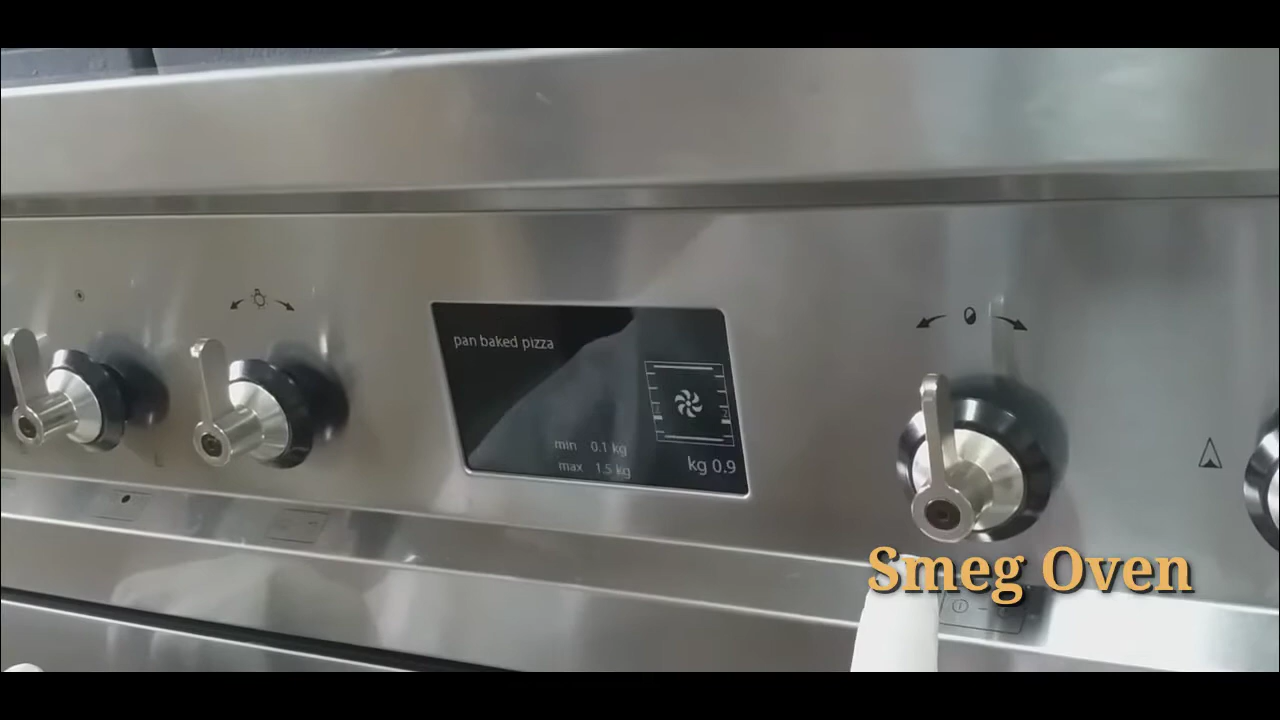 pan baked pizza
min 0.1 kg
max 1.5 kg
kg 0.9
Smeg Oven